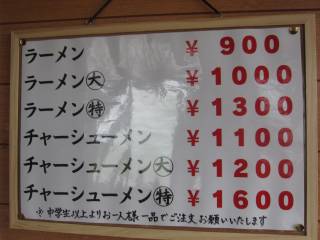 ラーメン ￥900
ラーメン㊅ ￥1000
ラーメン㊕ ￥1300
チャーシューメン ￥1100
チャーシューメン㊅ ￥1200
チャーシューメン㊕ ￥1600
※中学生以上よりお一人様一品でご注文お願いいたします